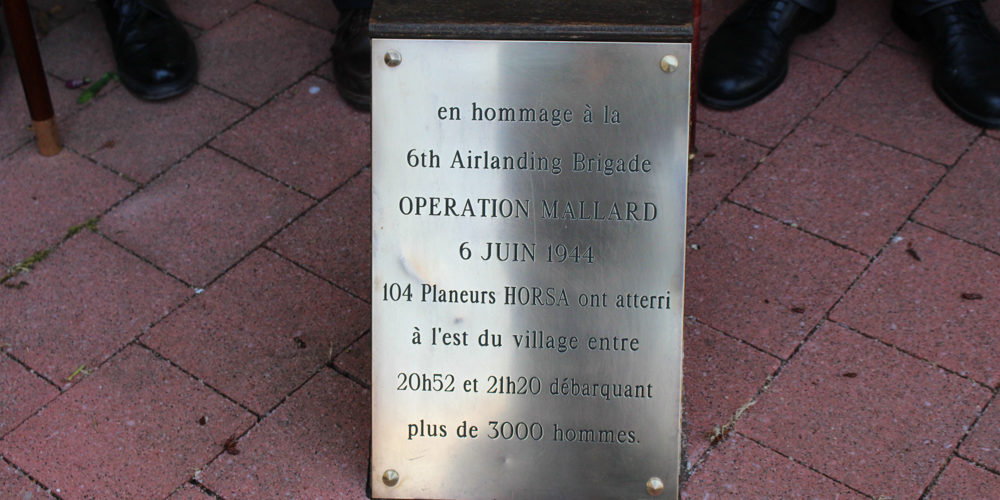 en hommage à la
6th Airlanding Brigade
OPERATION MALLARD
6 JUIN 1944
104 Planeurs HORSA ont atterri
à l'est du village entre
20h52 et 21h20 débarquant
plus de 3000 hommes.